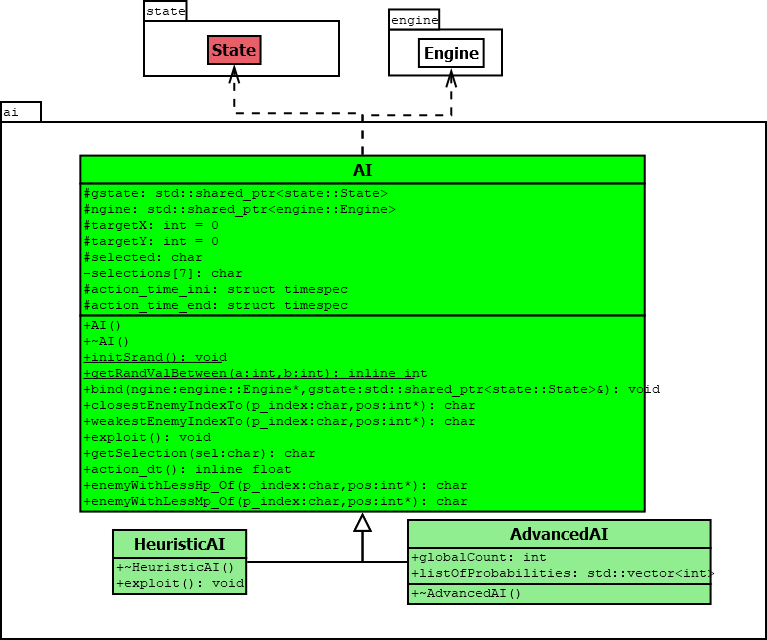 state
State
engine
Engine
ai
AI
#gstate: std::shared_ptr<state::State>
#ngine: std::shared_ptr<engine::Engine>
#targetX: int = 0
#targetY: int = 0
#selected: char
-selections[7]: char
#action_time_ini: struct timespec
#action_time_end: struct timespec
+AI()
+~AI()
+initSrand(): void
+getRandValBetween(a:int,b:int): inline int
+bind(ngine:engine::Engine*,gstate:std::shared_ptr<state::State>&): void
+closestEnemyIndexTo(p_index:char,pos:int*): char
+weakestEnemyIndexTo(p_index:char,pos:int*): char
+exploit(): void
+getSelection(sel:char): char
+action_dt(): inline float
+enemyWithLessHp_Of(p_index:char,pos:int*): char
+enemyWithLessMp_Of(p_index:char,pos:int*): char
HeuristicAI
+~HeuristicAI()
+exploit(): void
AdvancedAI
+globalCount: int
+listOfProbabilities: std::vector<int>
+~AdvancedAI()